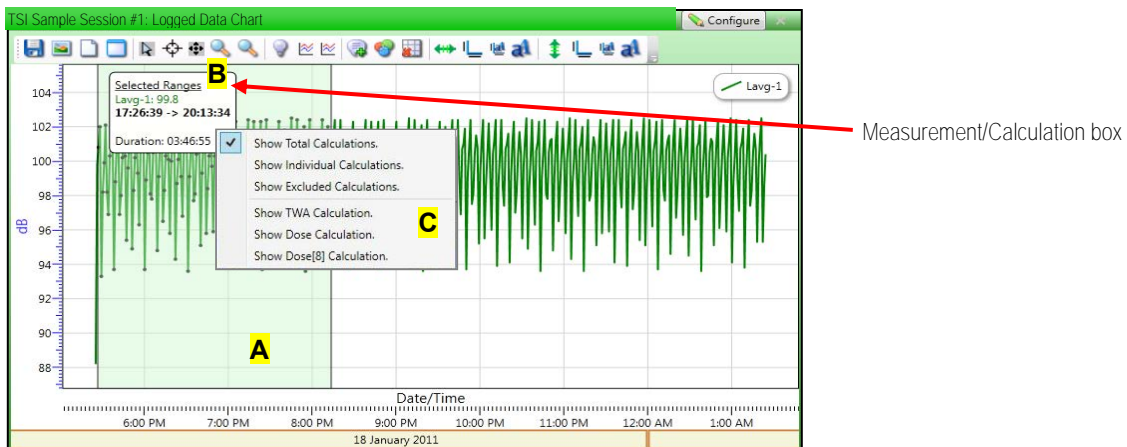 TSI Sample Session #1: Logged Data Chart
Configure
B
Selected Ranges
Lavg-1: 99.8
17:26:39 -> 20:13:34
Duration: 03:46:55
Lavg-1
Measurement/Calculation box
Show Total Calculations.
Show Individual Calculations.
Show Excluded Calculations.
Show TWA Calculation.
Show Dose Calculation.
Show Dose[8] Calculation.
C
A
dB
104
102
100
98
96
94
92
90
88
Date/Time
6:00 PM 7:00 PM 8:00 PM 9:00 PM 10:00 PM 11:00 PM 12:00 AM 1:00 AM
18 January 2011